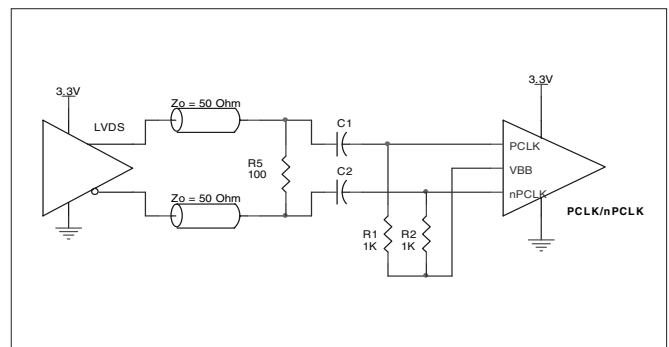 3.3V
LVDS
Zo = 50 Ohm
R5
100
Zo = 50 Ohm
C1
C2
R1
1K
R2
1K
3.3V
PCLK
VBB
nPCLK
PCLK/nPCLK